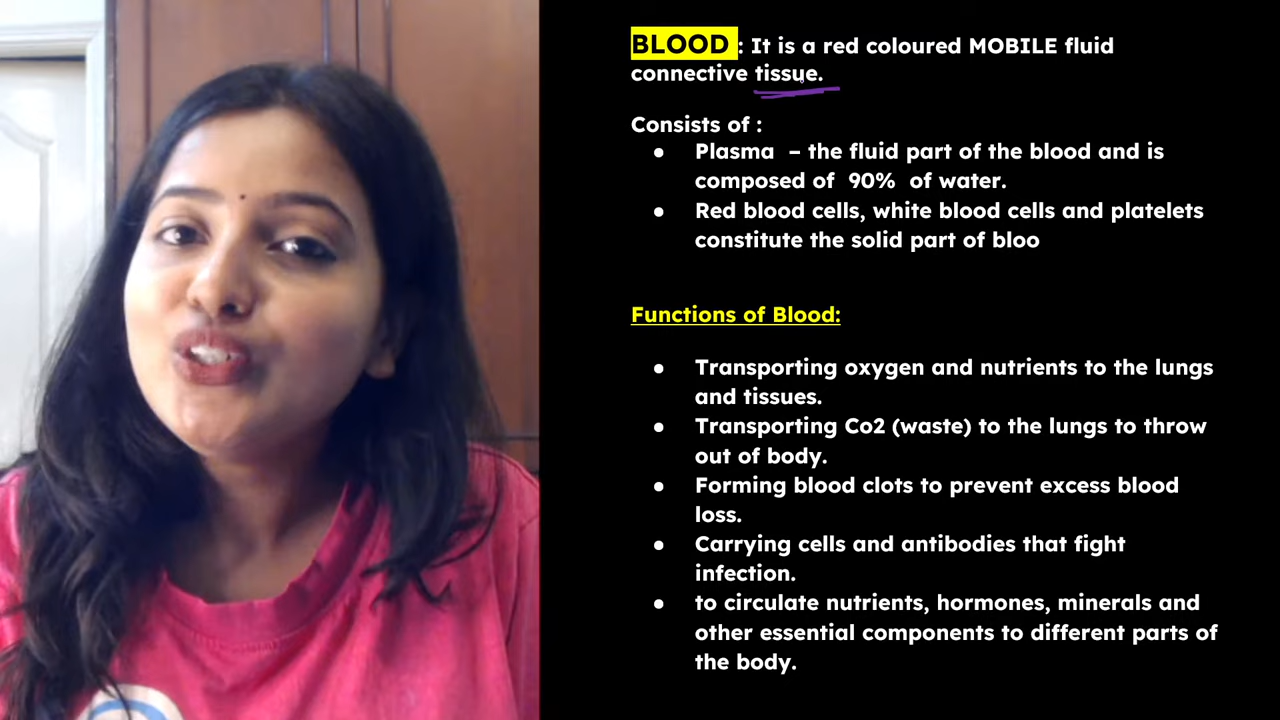 BLOOD : It is a red coloured MOBILE fluid
connective tissue.
Consists of :
● Plasma – the fluid part of the blood and is
composed of 90% of water.
● Red blood cells, white blood cells and platelets
constitute the solid part of bloo
Functions of Blood:
● Transporting oxygen and nutrients to the lungs
and tissues.
● Transporting Co2 (waste) to the lungs to throw
out of body.
● Forming blood clots to prevent excess blood
loss.
● Carrying cells and antibodies that fight
infection.
● to circulate nutrients, hormones, minerals and
other essential components to different parts of
the body.